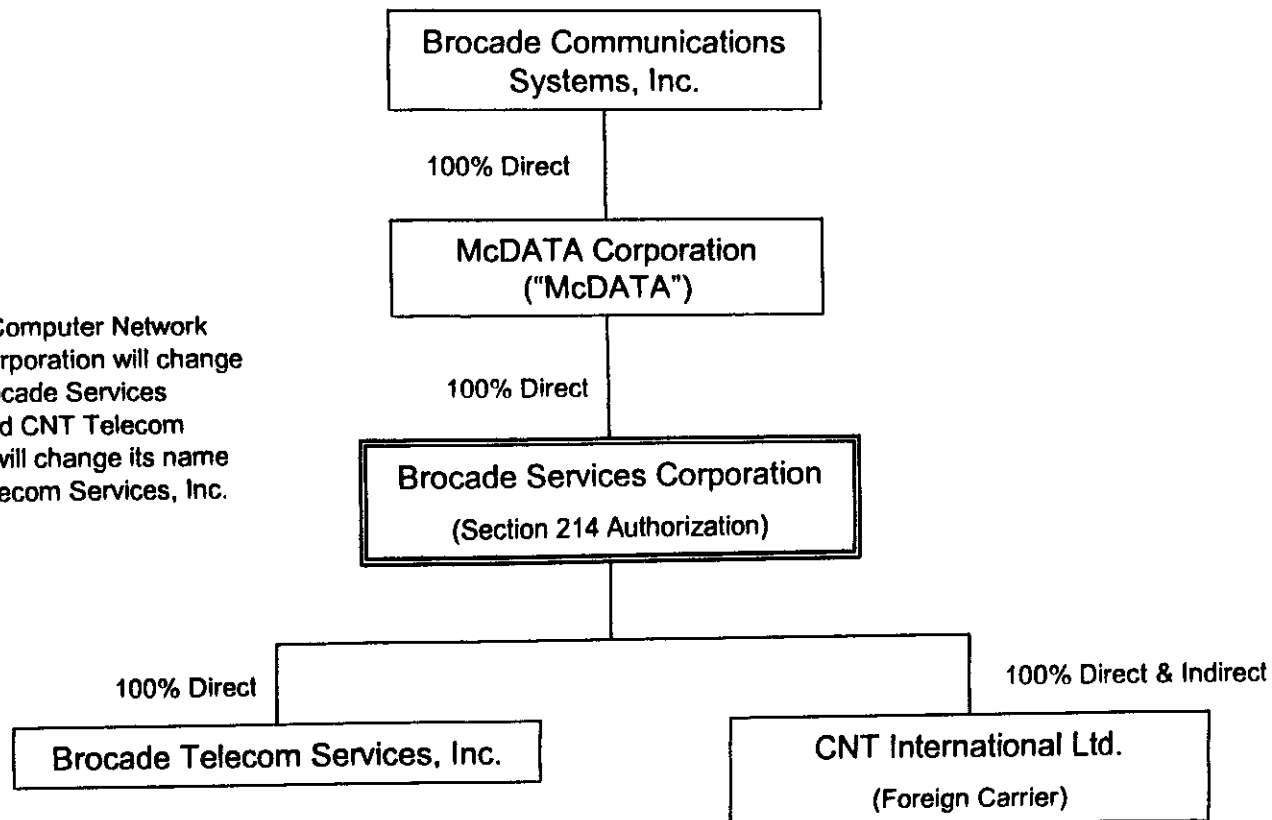 Brocade Communications
Systems, Inc.
100% Direct
McDATA Corporation
("McDATA")
Computer Network
rporation will change
cade Services
d CNT Telecom
will change its name
lecom Services, Inc.
100% Direct
Brocade Services Corporation
(Section 214 Authorization)
100% Direct
100% Direct & Indirect
Brocade Telecom Services, Inc.
CNT International Ltd.
(Foreign Carrier)